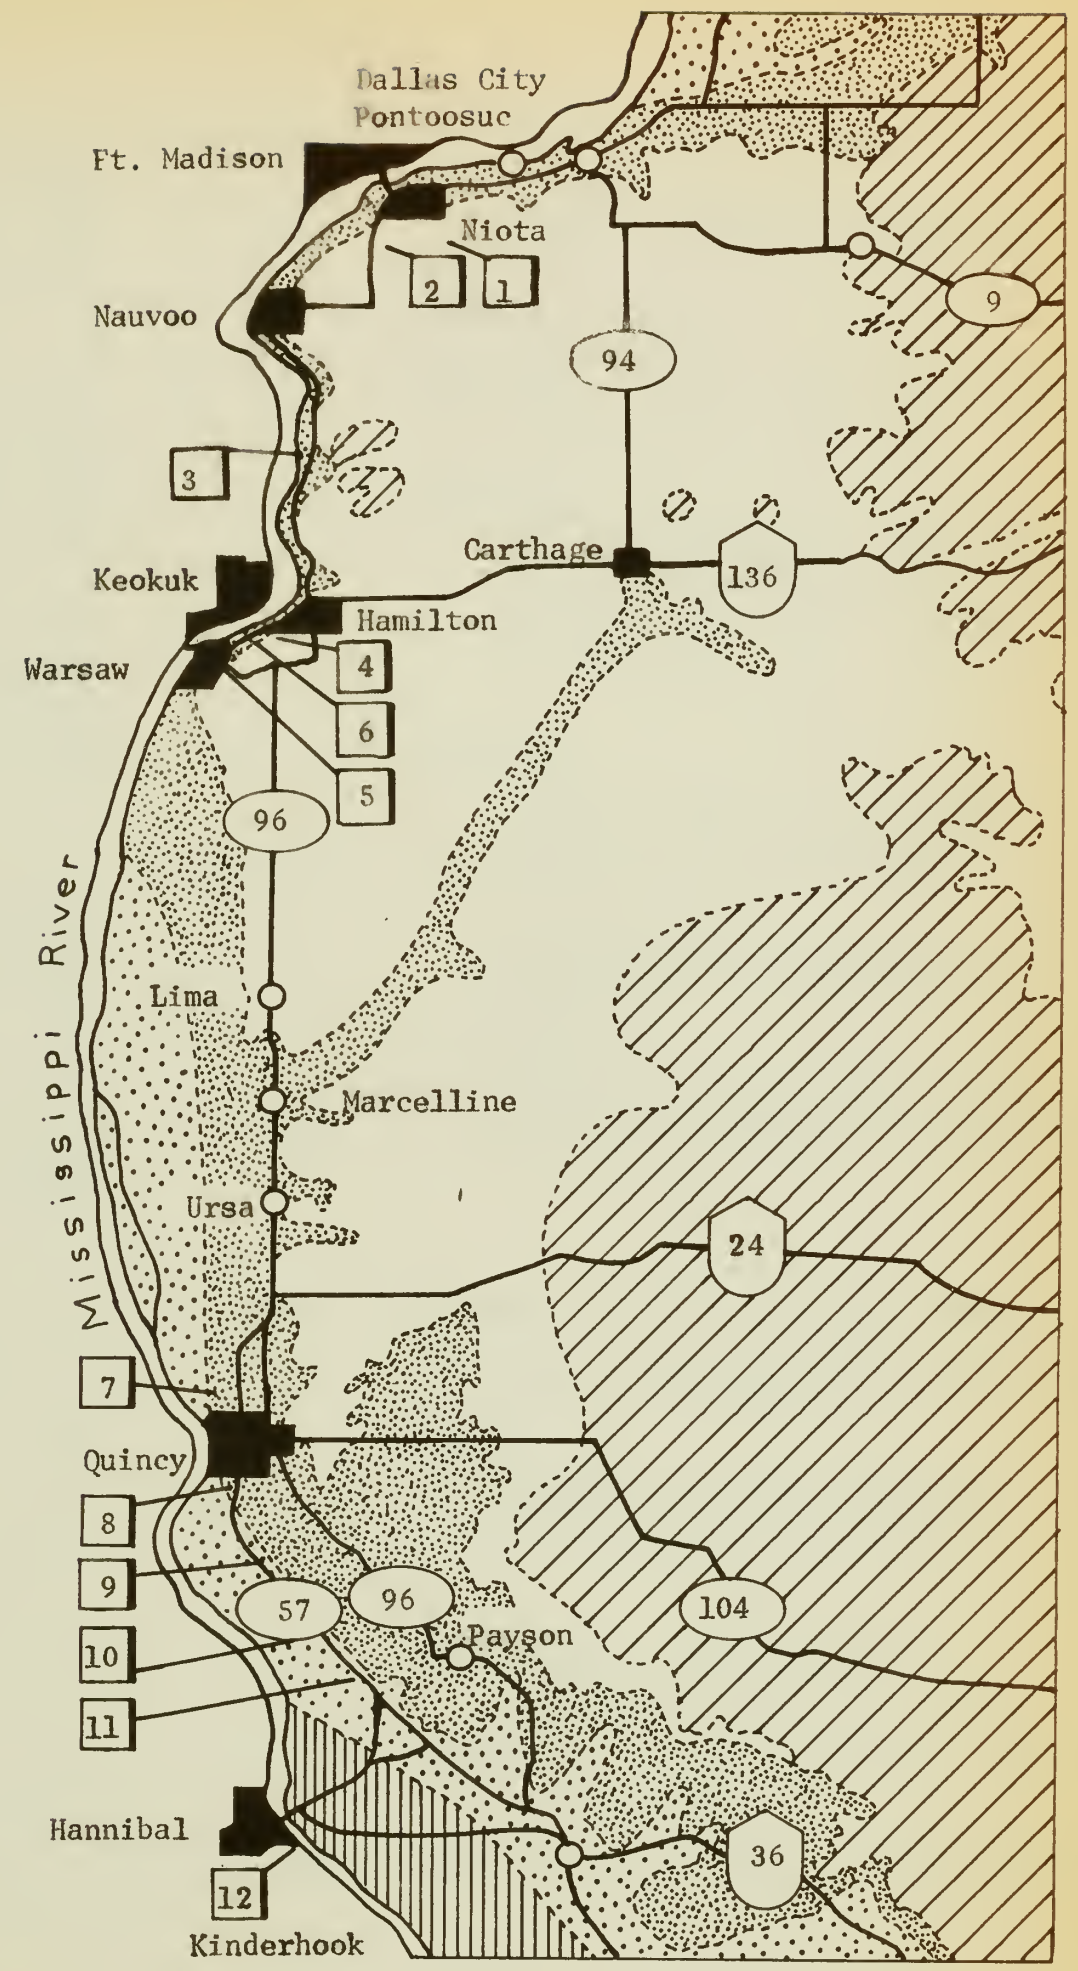 Dallas City
Pontoosuc
Ft. Madison
Niota
2
1
9
Nauvoo
94
3
Carthage
136
Keokuk
Hamilton
Warsaw
4
6
5
96
Mississippi River
Lima
Marcelline
Ursa
24
7
Quincy
8
9
57
96
104
10
Payson
11
Hannibal
36
12
Kinderhook